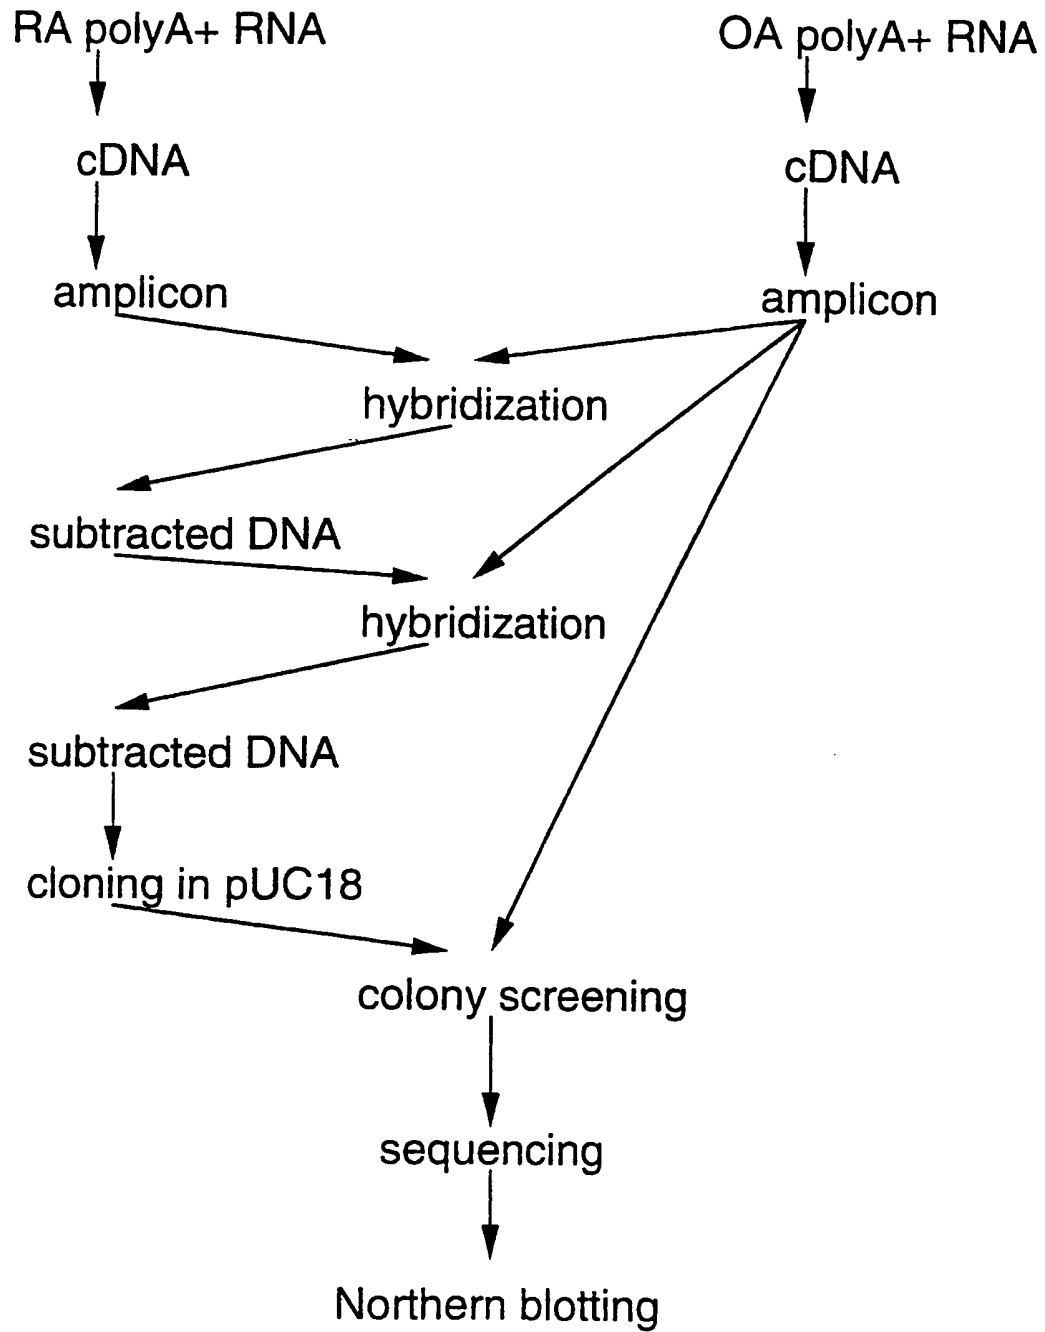 RA polyA+ RNA
OA polyA+ RNA
cDNA
cDNA
amplicon
amplicon
hybridization
subtracted DNA
hybridization
subtracted DNA
cloning in pUC18
colony screening
sequencing
Northern blotting